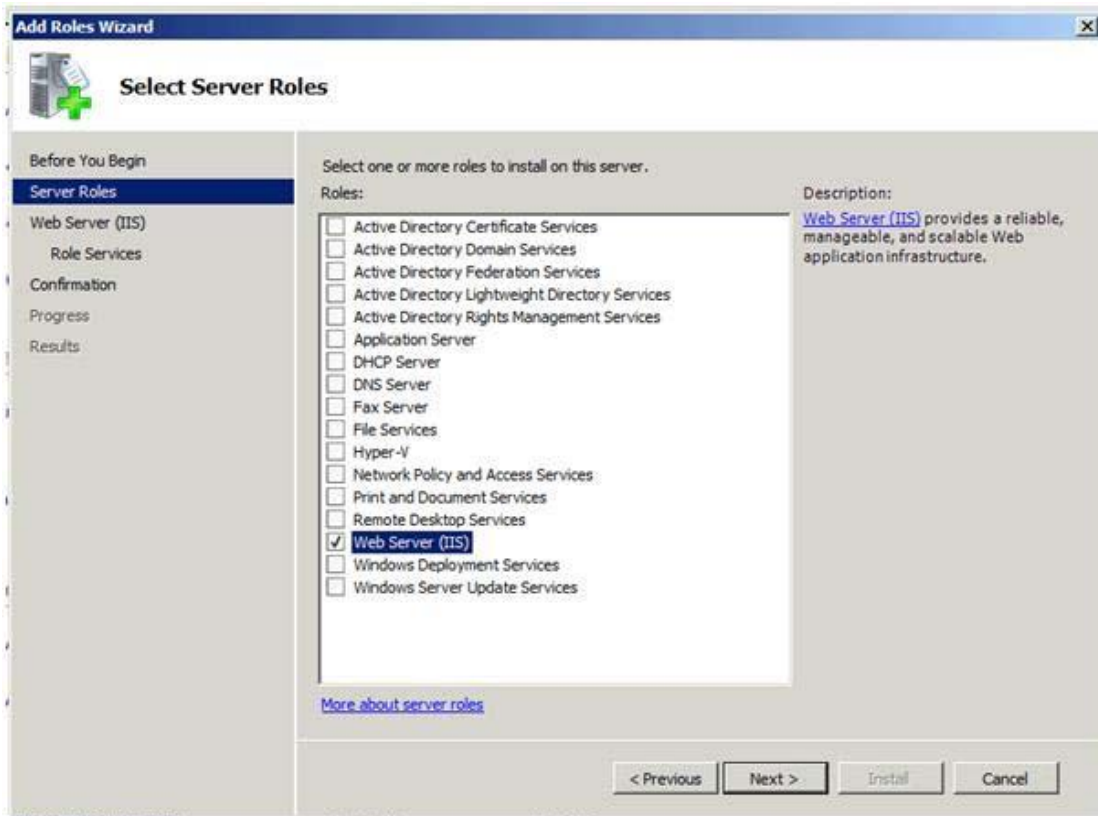 Add Roles Wizard
Select Server Roles
Before You Begin
Server Roles
Web Server (IIS)
Role Services
Confirmation
Progress
Results
Select one or more roles to install on this server.
Roles:
Active Directory Certificate Services
Active Directory Domain Services
Active Directory Federation Services
Active Directory Lightweight Directory Services
Active Directory Rights Management Services
Application Server
DHCP Server
DNS Server
Fax Server
File Services
Hyper-V
Network Policy and Access Services
Print and Document Services
Remote Desktop Services
Web Server (IIS)
Windows Deployment Services
Windows Server Update Services
More about server roles
Description:
Web Server (IIS) provides a reliable,
manageable, and scalable Web
application infrastructure.
< Previous
Next >
Install
Cancel